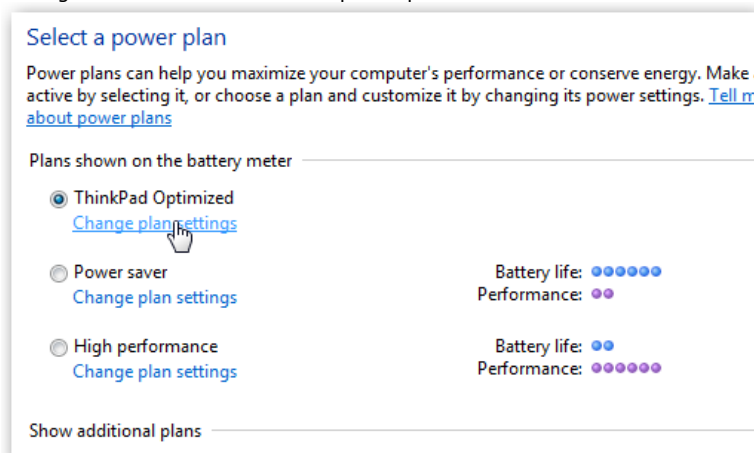 Select a power plan
Power plans can help you maximize your computer's performance or conserve energy. Make
active by selecting it, or choose a plan and customize it by changing its power settings. Tell
about power plans
Plans shown on the battery meter
ThinkPad Optimized
Change plan settings
Power saver Battery life:
Change plan settings Performance:
High performance Battery life:
Change plan settings Performance:
Show additional plans